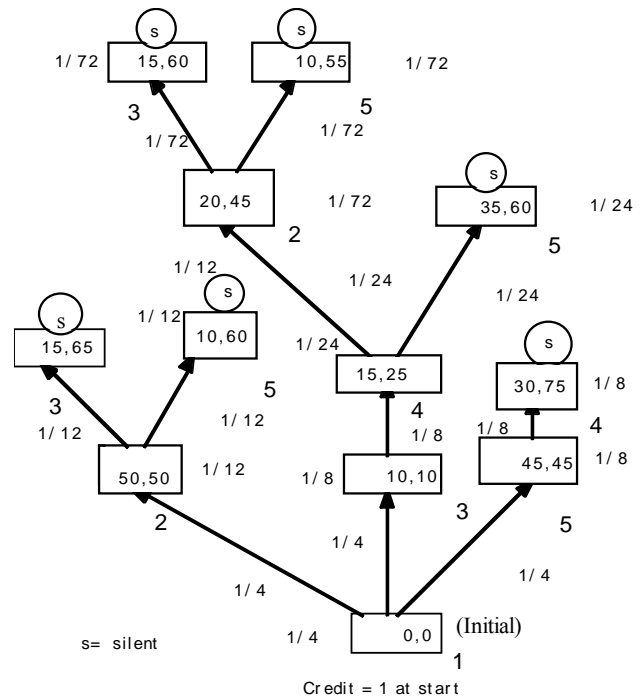 s s
1/72 15,60 10,55 1/72
3 5
1/72 1/72
s
20,45 1/72 35,60 1/24
2 5
1/12 1/24 1/24
s s
1/12 10,60 1/24 s
15,65 15,25 30,75 1/8
3 5 4 4
1/12 1/12 1/8 1/8
50,50 1/12 1/8 10,10 45,45 1/8
2 3 5
1/4 1/4 1/4
1/4 0,0 (Initial)
s= silent 1
Credit = 1 at start